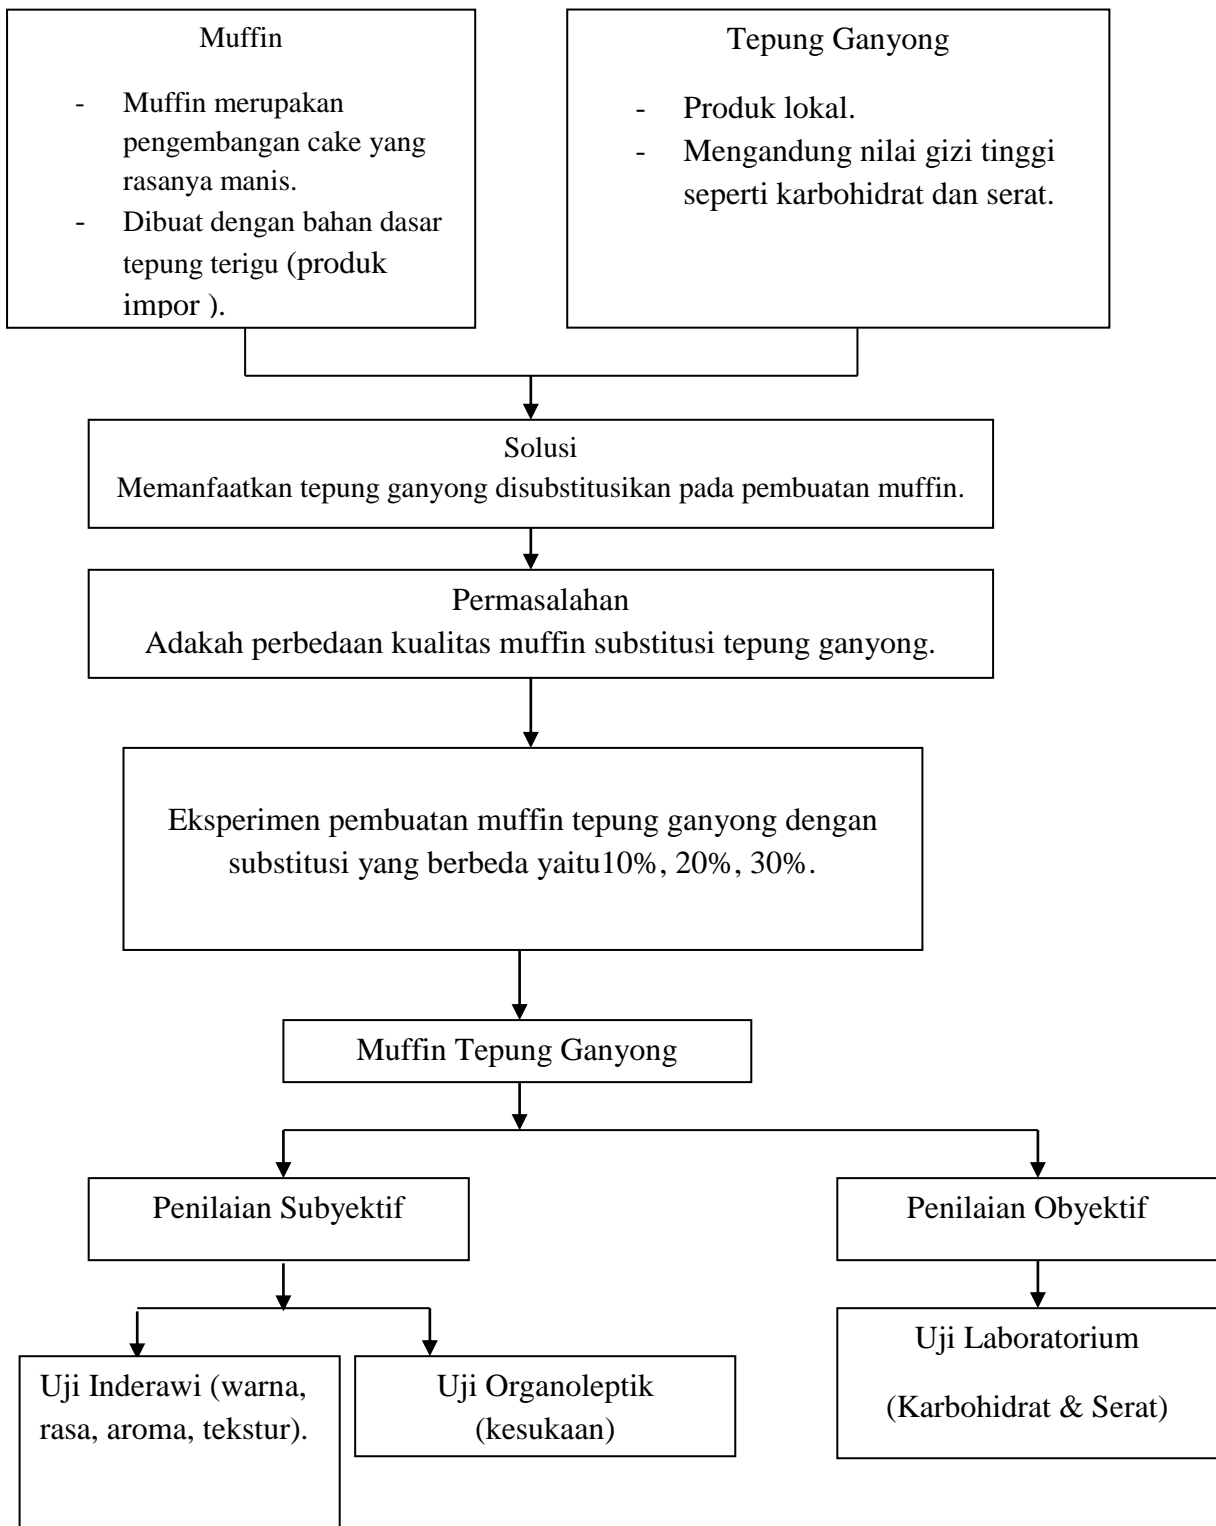 Muffin
- Muffin merupakan
pengembangan cake yang
rasanya manis.
- Dibuat dengan bahan dasar
tepung terigu (produk
impor ).
Tepung Ganyong
- Produk lokal.
- Mengandung nilai gizi tinggi
seperti karbohidrat dan serat.
Solusi
Memanfaatkan tepung ganyong disubstitusikan pada pembuatan muffin.
Permasalahan
Adakah perbedaan kualitas muffin substitusi tepung ganyong.
Eksperimen pembuatan muffin tepung ganyong dengan
substitusi yang berbeda yaitu10%, 20%, 30%.
Muffin Tepung Ganyong
Penilaian Subyektif
Penilaian Obyektif
Uji Inderawi (warna,
rasa, aroma, tekstur).
Uji Organoleptik
(kesukaan)
Uji Laboratorium
(Karbohidrat & Serat)